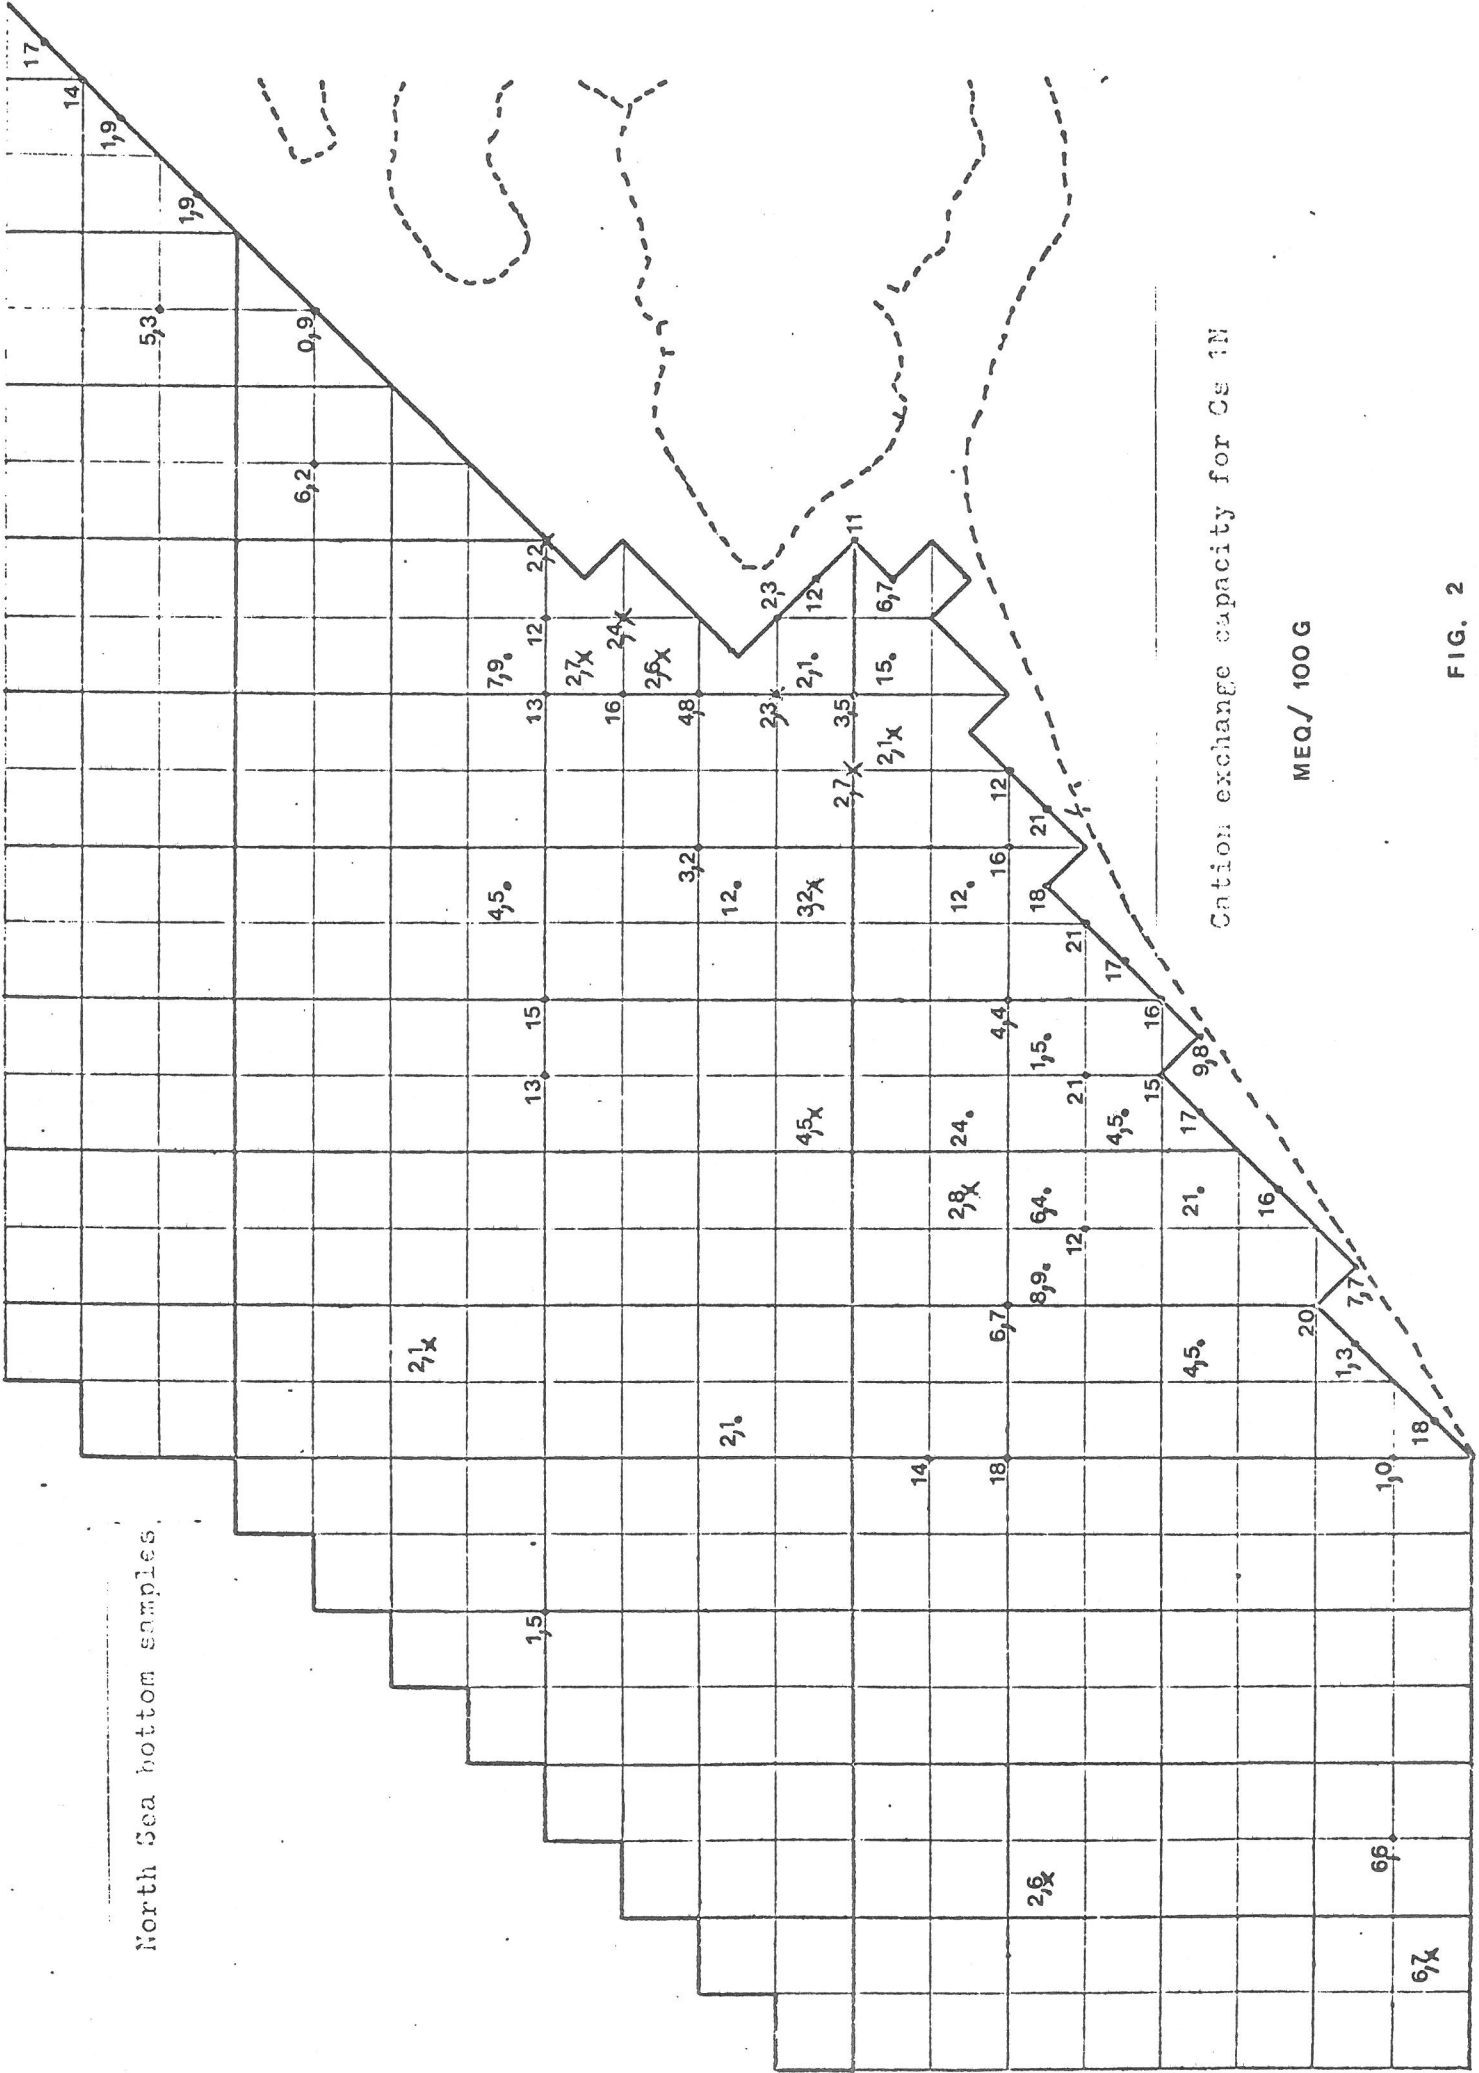 17
14
1,9
North Sea bottom samples
5,3
1,9
6,2 0,9
2,1
4,5 7,9
1,5 13 15 13 12 2,2
2,7
16 2,4
2,6
3,2 4,8
2,1 12
2,3 2,3
4,5 3,2 2,1 12
2,7 3,5 11
2,1 15 6,7
14
2,8 24 12
18 6,7 4,4 16 12
2,6 8,9 6,4 1,5 18 21
12 21 21
4,5 17
15 16
4,5 21 17 9,8
Cation exchange capacity for Cs 1N
16
20
MEQ/100G
1,3 7,7
6,6 1,0
6,7 18
FIG. 2